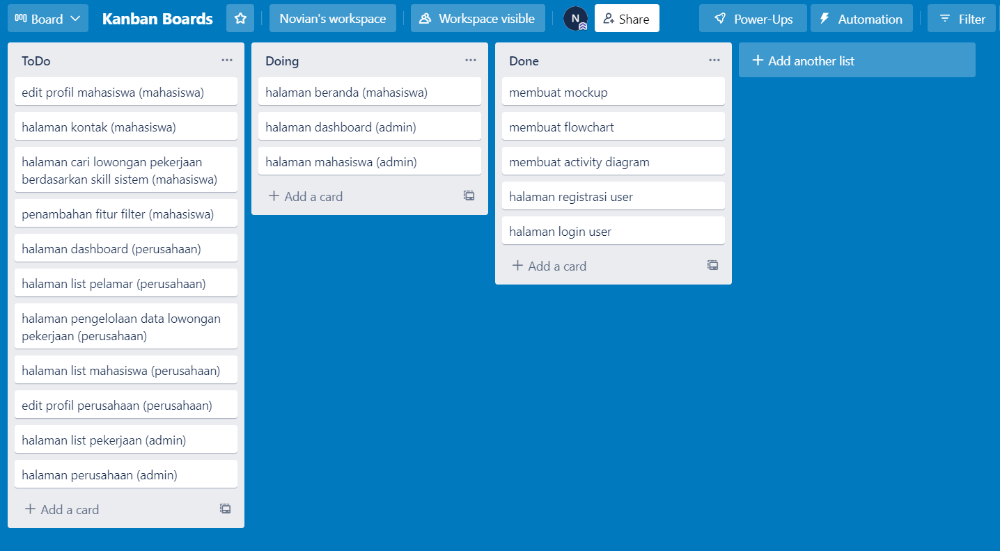 Board
Kanban Boards
Novian's workspace
Workspace visible
N
Share
Power-Ups
Automation
Filter
ToDo
edit profil mahasiswa (mahasiswa)
halaman kontak (mahasiswa)
halaman cari lowongan pekerjaan
berdasarkan skill sistem (mahasiswa)
penambahan fitur filter (mahasiswa)
halaman dashboard (perusahaan)
halaman list pelamar (perusahaan)
halaman pengelolaan data lowongan
pekerjaan (perusahaan)
halaman list mahasiswa (perusahaan)
edit profil perusahaan (perusahaan)
halaman list pekerjaan (admin)
halaman perusahaan (admin)
+ Add a card
Doing
halaman beranda (mahasiswa)
halaman dashboard (admin)
halaman mahasiswa (admin)
+ Add a card
Done
membuat mockup
membuat flowchart
membuat activity diagram
halaman registrasi user
halaman login user
+ Add a card
+ Add another list